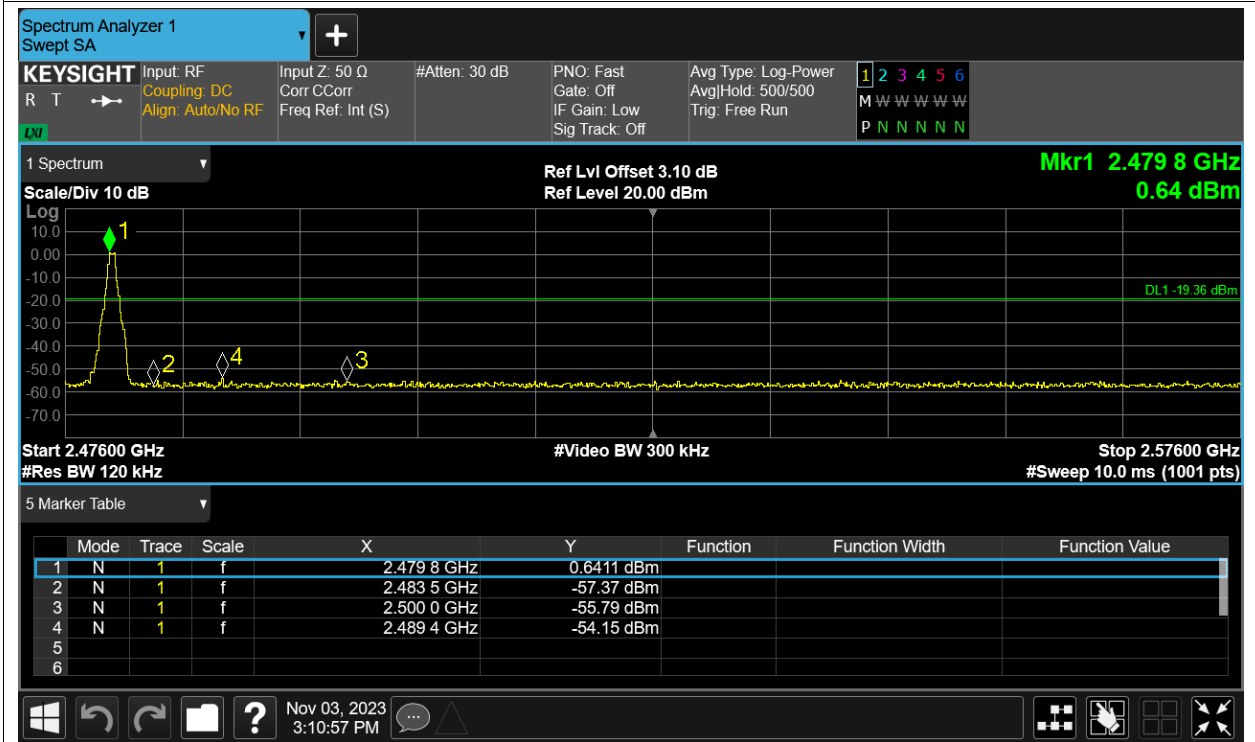 Spectrum Analyzer 1
Swept SA
+
KEYSIGHT Input: RF Input Z: 50 Ω #Atten: 30 dB PNO: Fast Avg Type: Log-Power 1 2 3 4 5 6
R T Coupling: DC Corr CCorr Gate: Off Avg|Hold: 500/500 M W W W W W
Align: Auto/No RF Freq Ref: Int (S) IF Gain: Low Trig: Free Run
LXI Sig Track: Off P N N N N N
1 Spectrum Ref Lvl Offset 3.10 dB Mkr1 2.479 8 GHz
Scale/Div 10 dB Ref Level 20.00 dBm 0.64 dBm
Log
10.0 1
0.00
-10.0
DL1 -19.36 dBm
-20.0
-30.0
-40.0
2 4 3
-50.0
-60.0
-70.0
Start 2.47600 GHz #Video BW 300 kHz Stop 2.57600 GHz
#Res BW 120 kHz #Sweep 10.0 ms (1001 pts)
5 Marker Table
Mode Trace Scale X Y Function Function Width Function Value
1 N 1 f 2.479 8 GHz 0.6411 dBm
2 N 1 f 2.483 5 GHz -57.37 dBm
3 N 1 f 2.500 0 GHz -55.79 dBm
4 N 1 f 2.489 4 GHz -54.15 dBm
5
6
? Nov 03, 2023
3:10:57 PM